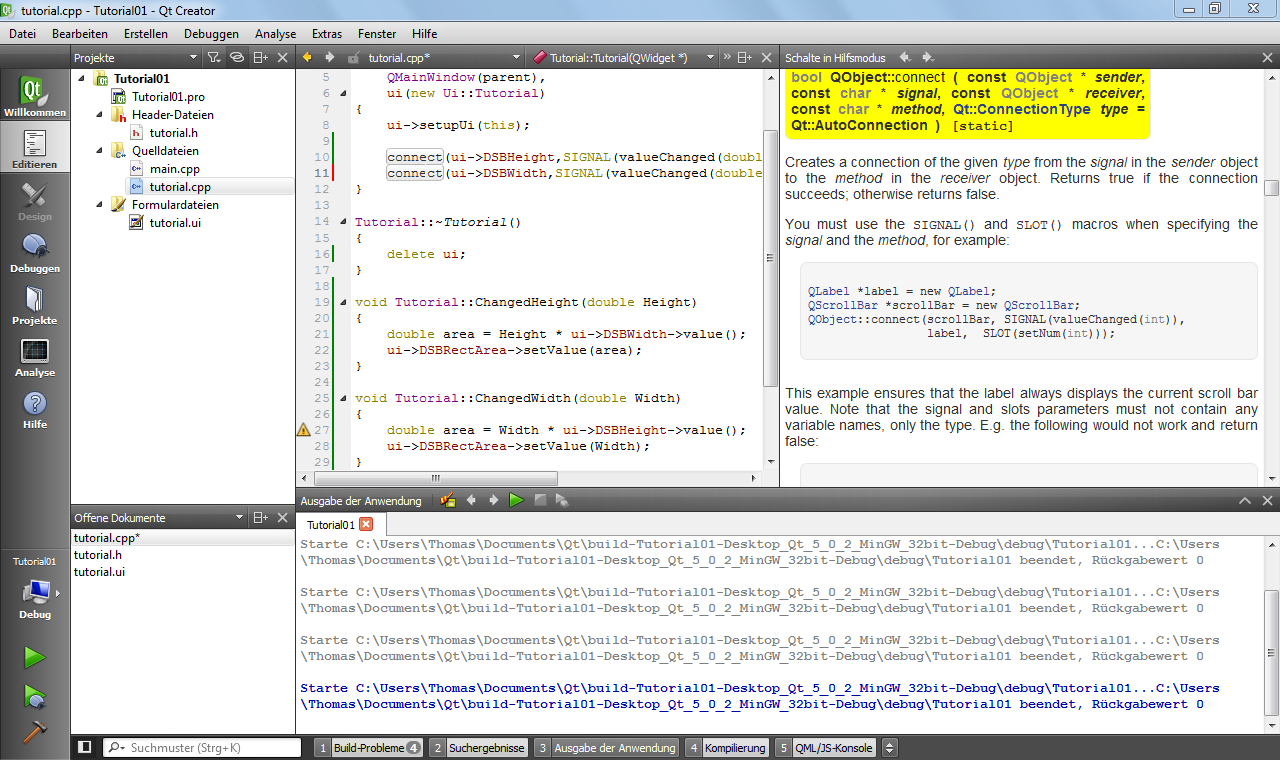 tutorial.cpp - Tutorial01 - Qt Creator
Datei Bearbeiten Erstellen Debuggen Analyse Extras Fenster Hilfe
Willkommen
Editieren
Design
Debuggen
Projekte
Analyse
Hilfe
Tutorial01
Debug
Projekte
Tutorial01
Tutorial01.pro
Header-Dateien
tutorial.h
Quelldateien
main.cpp
tutorial.cpp
Formulardateien
tutorial.ui
Offene Dokumente
tutorial.cpp*
tutorial.h
tutorial.ui
tutorial.cpp* Tutorial::Tutorial(QWidget *)
5 QMainWindow(parent),
6 ui(new Ui::Tutorial)
7 {
8 ui->setupUi(this);
9
10 connect(ui->DSBHeight,SIGNAL(valueChanged(doubl
11 connect(ui->DSBWidth,SIGNAL(valueChanged(double
12 }
13
14 Tutorial::~Tutorial()
15 {
16 delete ui;
17 }
18
19 void Tutorial::ChangedHeight(double Height)
20 {
21 double area = Height * ui->DSBWidth->value();
22 ui->DSBRectArea->setValue(area);
23 }
24
25 void Tutorial::ChangedWidth(double Width)
26 {
27 double area = Width * ui->DSBHeight->value();
28 ui->DSBRectArea->setValue(Width);
29 }
Schalte in Hilfsmodus
bool QObject::connect ( const QObject * sender,
const char * signal, const QObject * receiver,
const char * method, Qt::ConnectionType type =
Qt::AutoConnection ) [static]
Creates a connection of the given type from the signal in the sender object
to the method in the receiver object. Returns true if the connection
succeeds; otherwise returns false.
You must use the SIGNAL() and SLOT() macros when specifying the
signal and the method, for example:
QLabel *label = new QLabel;
QScrollBar *scrollBar = new QScrollBar;
QObject::connect(scrollBar, SIGNAL(valueChanged(int)),
label, SLOT(setNum(int)));
This example ensures that the label always displays the current scroll bar
value. Note that the signal and slots parameters must not contain any
variable names, only the type. E.g. the following would not work and return
false:
Ausgabe der Anwendung
Tutorial01
Starte C:\Users\Thomas\Documents\Qt\build-Tutorial01-Desktop_Qt_5_0_2_MinGW_32bit-Debug\debug\Tutorial01...C:\Users
\Thomas\Documents\Qt\build-Tutorial01-Desktop_Qt_5_0_2_MinGW_32bit-Debug\debug\Tutorial01 beendet, Rückgabewert 0
Starte C:\Users\Thomas\Documents\Qt\build-Tutorial01-Desktop_Qt_5_0_2_MinGW_32bit-Debug\debug\Tutorial01...C:\Users
\Thomas\Documents\Qt\build-Tutorial01-Desktop_Qt_5_0_2_MinGW_32bit-Debug\debug\Tutorial01 beendet, Rückgabewert 0
Starte C:\Users\Thomas\Documents\Qt\build-Tutorial01-Desktop_Qt_5_0_2_MinGW_32bit-Debug\debug\Tutorial01...C:\Users
\Thomas\Documents\Qt\build-Tutorial01-Desktop_Qt_5_0_2_MinGW_32bit-Debug\debug\Tutorial01 beendet, Rückgabewert 0
Starte C:\Users\Thomas\Documents\Qt\build-Tutorial01-Desktop_Qt_5_0_2_MinGW_32bit-Debug\debug\Tutorial01...C:\Users
\Thomas\Documents\Qt\build-Tutorial01-Desktop_Qt_5_0_2_MinGW_32bit-Debug\debug\Tutorial01 beendet, Rückgabewert 0
Suchmuster (Strg+K) 1 Build-Probleme 4 2 Suchergebnisse 3 Ausgabe der Anwendung 4 Kompilierung 5 QML/JS-Konsole